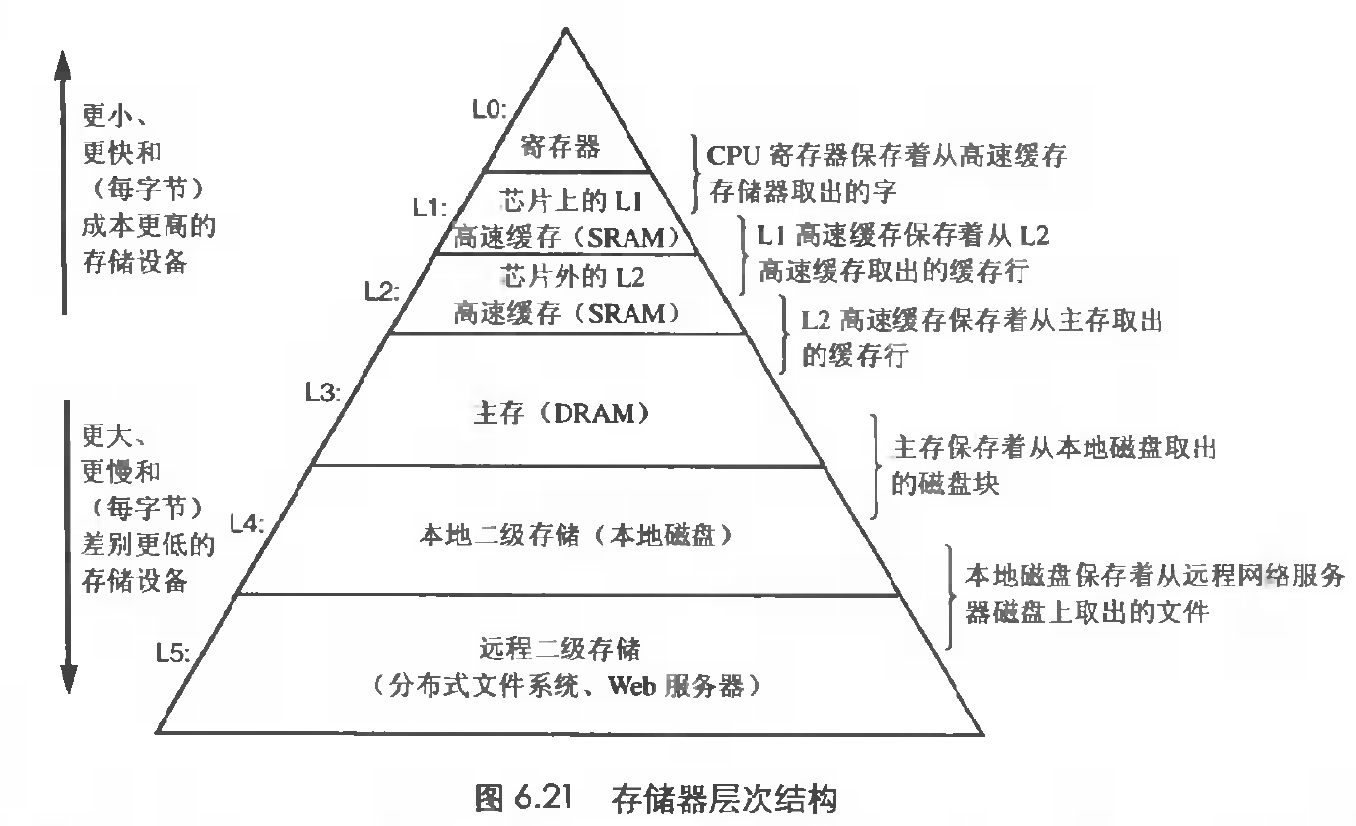 更小、
更快和
（每字节）
成本更高的
存储设备
更大、
更慢和
（每字节）
差别更低的
存储设备
L0:
寄存器
L1:
芯片上的 L1
高速缓存（SRAM）
L2:
芯片外的 L2
高速缓存（SRAM）
L3:
主存（DRAM）
L4:
本地二级存储（本地磁盘）
L5:
远程二级存储
（分布式文件系统、Web 服务器）
CPU 寄存器保存着从高速缓存
存储器取出的字
L1 高速缓存保存着从 L2
高速缓存取出的缓存行
L2 高速缓存保存着从主存取出
的缓存行
主存保存着从本地磁盘取出
的磁盘块
本地磁盘保存着从远程网络服务
器磁盘上取出的文件
图 6.21 存储器层次结构